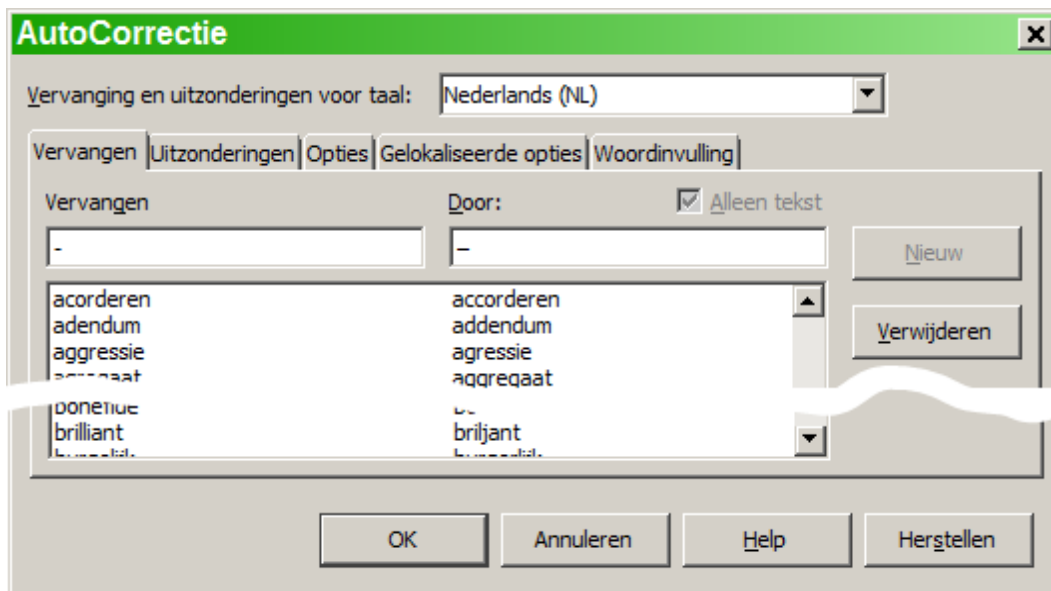 AutoCorrectie
Vervanging en uitzonderingen voor taal: Nederlands (NL)
Vervangen Uitzonderingen Opties Gelokaliseerde opties Woordinvulling
Vervangen Door: Alleen tekst
- – Nieuw
acorderen accorderen
adendum addendum Verwijderen
aggressie agressie
aggregaat
brilliant briljant
OK Annuleren Help Herstellen